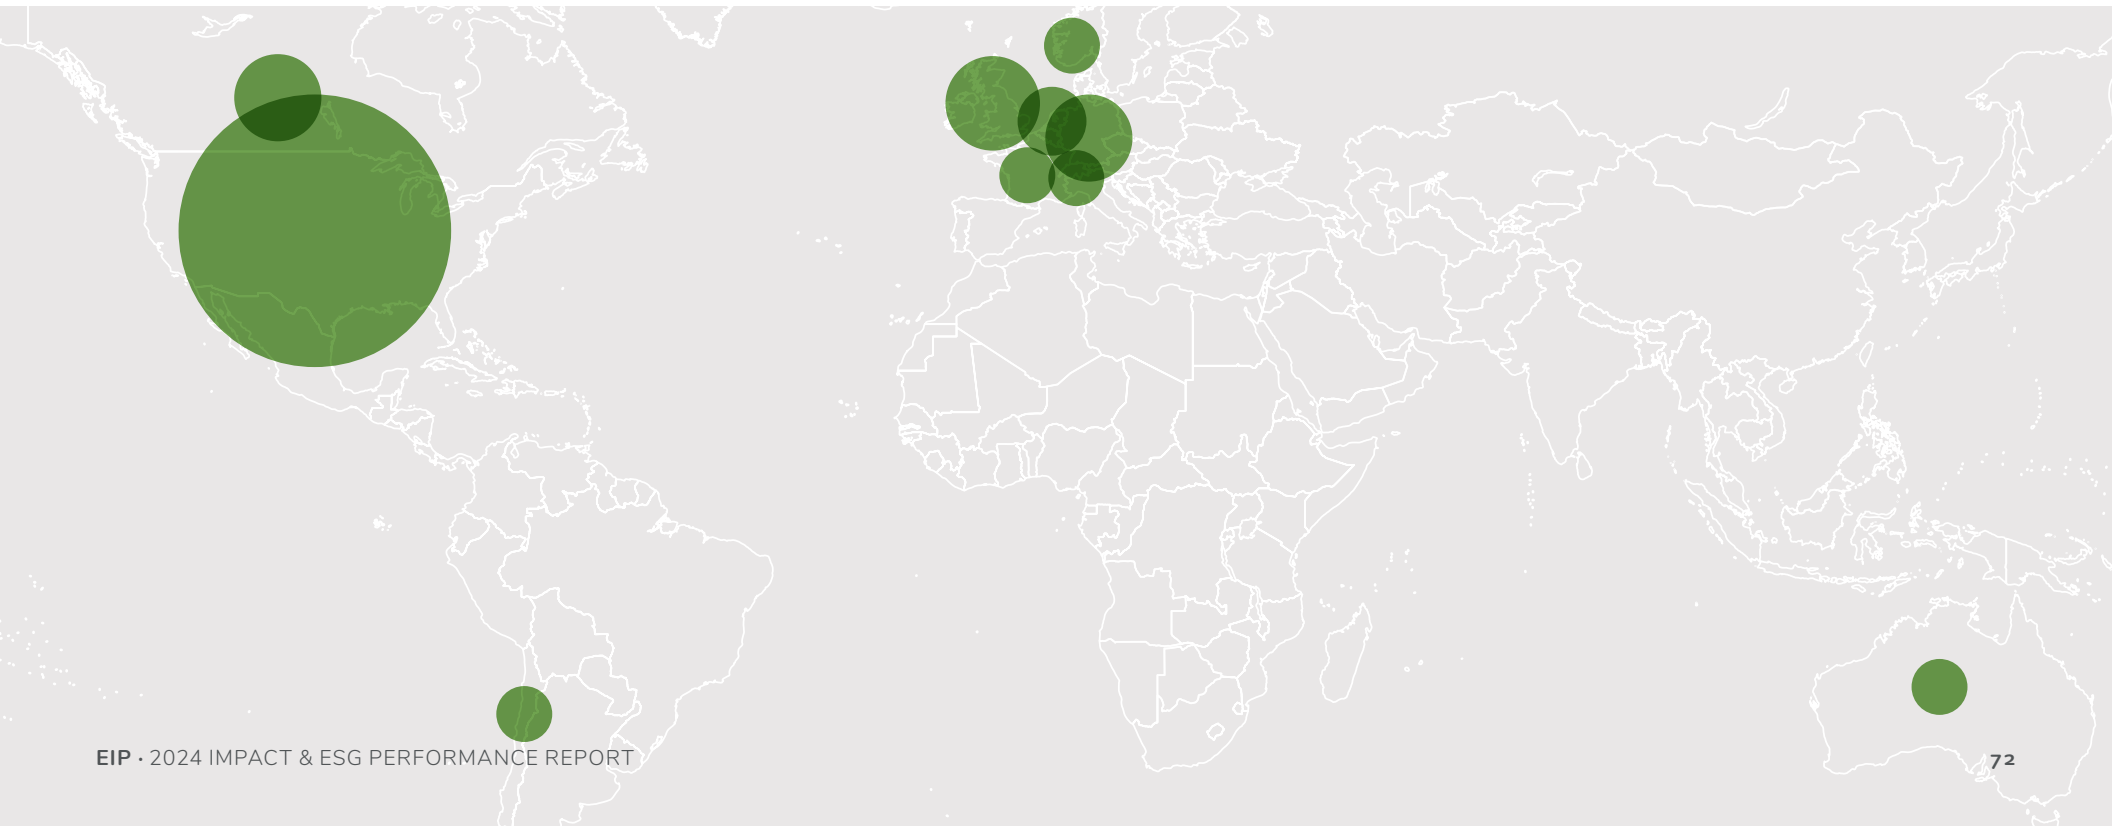 EIP · 2024 IMPACT & ESG PERFORMANCE REPORT
72